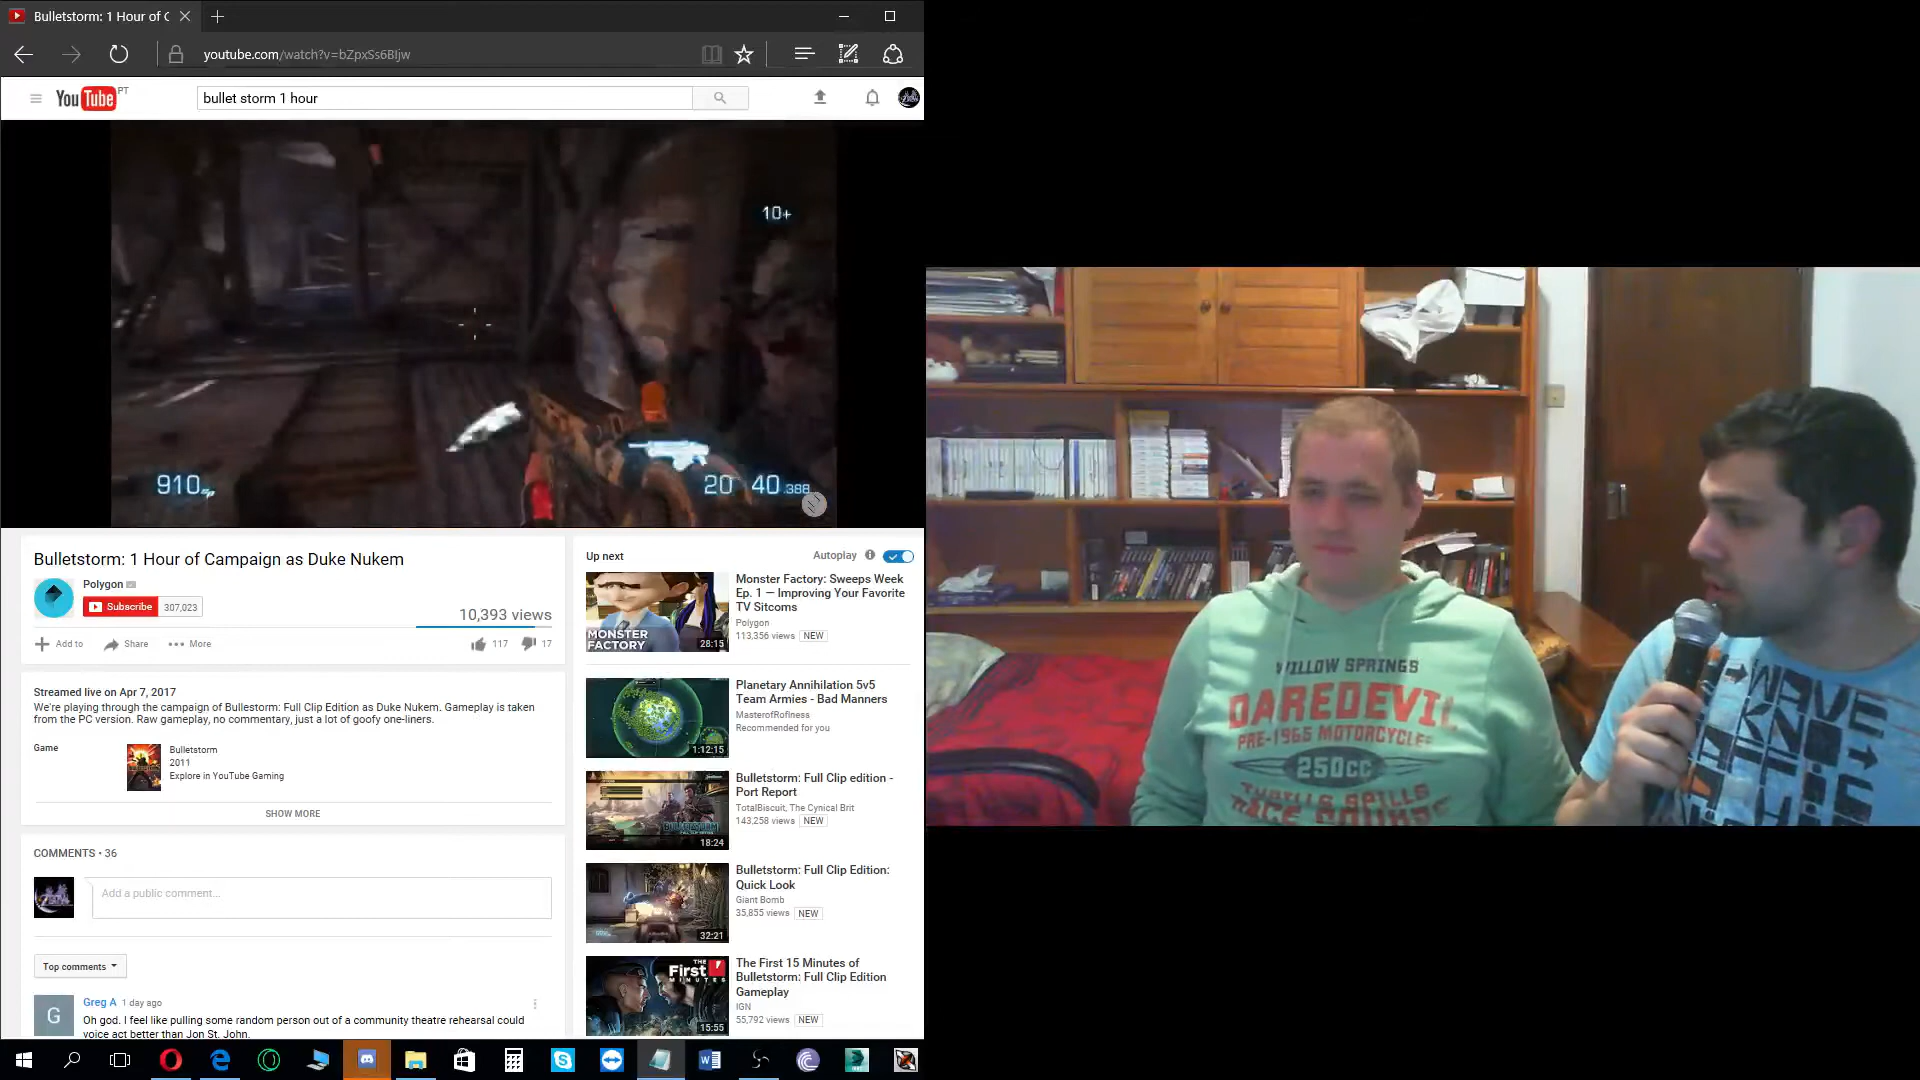 Bulletstorm: 1 Hour of C
youtube.com/watch?v=bZpxSs6BIjw
YouTube PT
bullet storm 1 hour
10+
910
20 40 388
Bulletstorm: 1 Hour of Campaign as Duke Nukem
Polygon
Subscribe 307,023
10,393 views
Add to Share More 117 17
Streamed live on Apr 7, 2017
We're playing through the campaign of Bullestorm: Full Clip Edition as Duke Nukem. Gameplay is taken
from the PC version. Raw gameplay, no commentary, just a lot of goofy one-liners.
Game
Bulletstorm
2011
Explore in YouTube Gaming
SHOW MORE
COMMENTS • 36
Add a public comment...
Top comments
G
Greg A 1 day ago
Oh god. I feel like pulling some random person out of a community theatre rehearsal could
voice act better than Jon St. John.
Up next
Autoplay
MONSTER
FACTORY
28:15
Monster Factory: Sweeps Week
Ep. 1 — Improving Your Favorite
TV Sitcoms
Polygon
113,356 views NEW
1:12:15
Planetary Annihilation 5v5
Team Armies - Bad Manners
MasterofRoflness
Recommended for you
18:24
Bulletstorm: Full Clip edition -
Port Report
TotalBiscuit, The Cynical Brit
143,258 views NEW
32:21
Bulletstorm: Full Clip Edition:
Quick Look
Giant Bomb
35,855 views NEW
THE
First
MINUTES
15:55
The First 15 Minutes of
Bulletstorm: Full Clip Edition
Gameplay
IGN
55,792 views NEW
WILLOW SPRINGS
DAREDEVIL
PRE-1965 MOTORCYCLES
250CC
THRILLS SPILLS